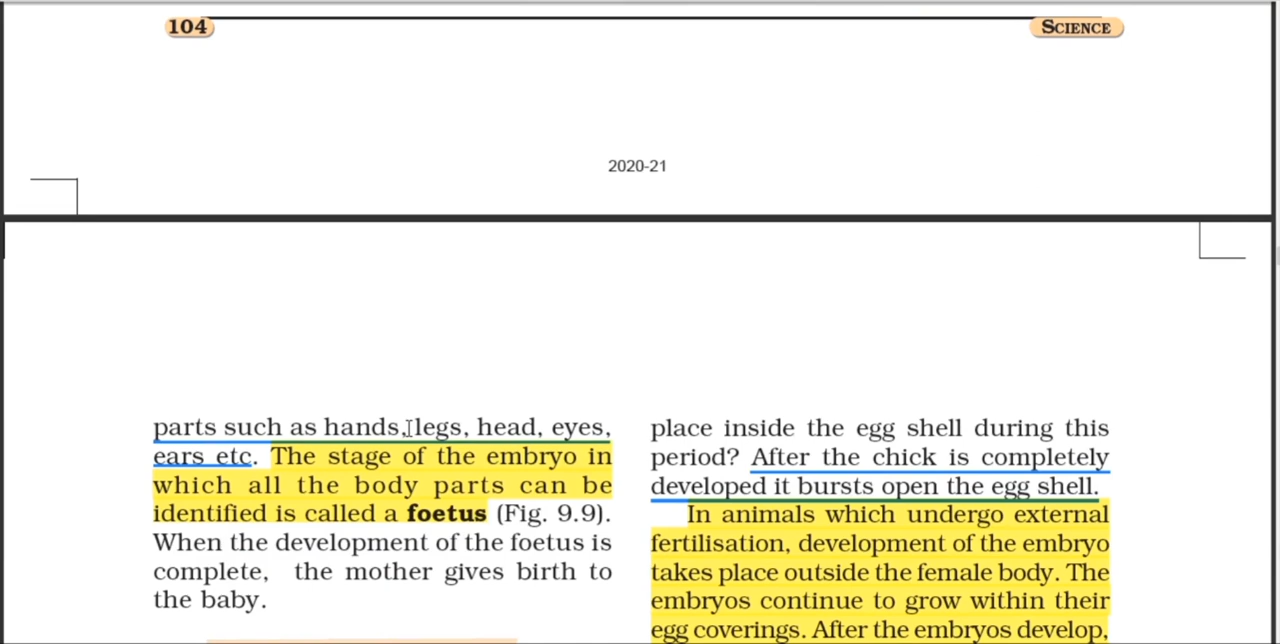 104
SCIENCE
2020-21
parts such as hands, legs, head, eyes,
ears etc. The stage of the embryo in
which all the body parts can be
identified is called a foetus (Fig. 9.9).
When the development of the foetus is
complete, the mother gives birth to
the baby.
place inside the egg shell during this
period? After the chick is completely
developed it bursts open the egg shell.
In animals which undergo external
fertilisation, development of the embryo
takes place outside the female body. The
embryos continue to grow within their
egg coverings. After the embryos develop,